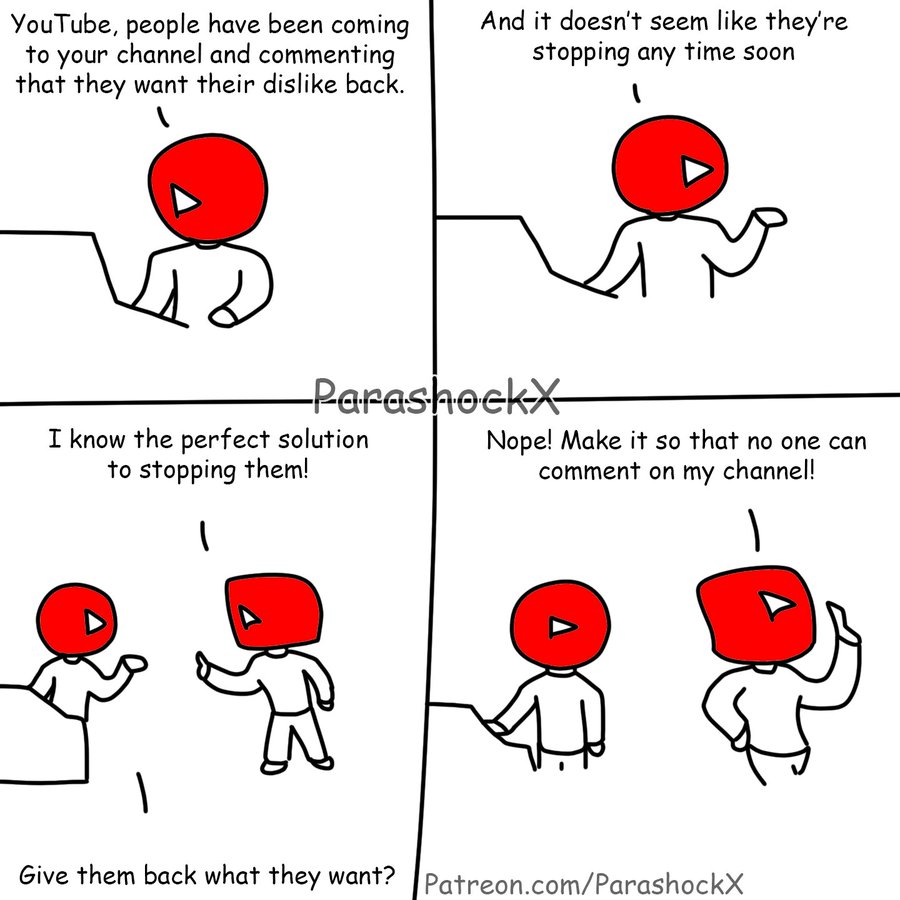 YouTube, people have been coming
to your channel and commenting
that they want their dislike back.
And it doesn't seem like they're
stopping any time soon
ParashockX
I know the perfect solution
to stopping them!
Give them back what they want?
Nope! Make it so that no one can
comment on my channel!
Patreon.com/ParashockX